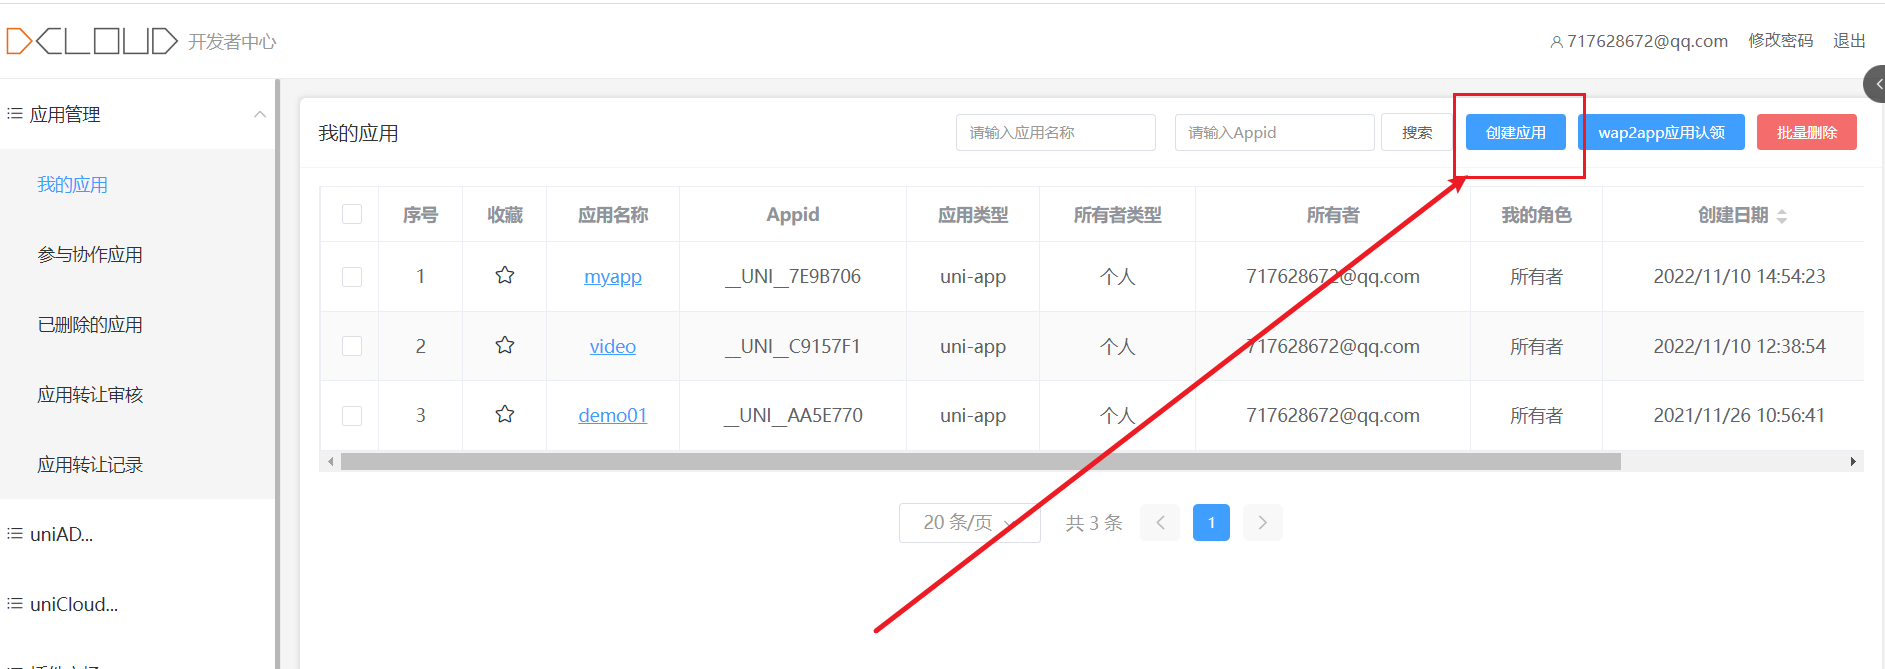 DCLOUD 开发者中心
717628672@qq.com 修改密码 退出
应用管理
我的应用
参与协作应用
已删除的应用
应用转让审核
应用转让记录
uniAD...
uniCloud...
我的应用
请输入应用名称 请输入Appid 搜索 创建应用 wap2app应用认领 批量删除
序号 收藏 应用名称 Appid 应用类型 所有者类型 所有者 我的角色 创建日期
1 myapp __UNI__7E9B706 uni-app 个人 717628672@qq.com 所有者 2022/11/10 14:54:23
2 video __UNI__C9157F1 uni-app 个人 717628672@qq.com 所有者 2022/11/10 12:38:54
3 demo01 __UNI__AA5E770 uni-app 个人 717628672@qq.com 所有者 2021/11/26 10:56:41
20 条/页 共 3 条 1